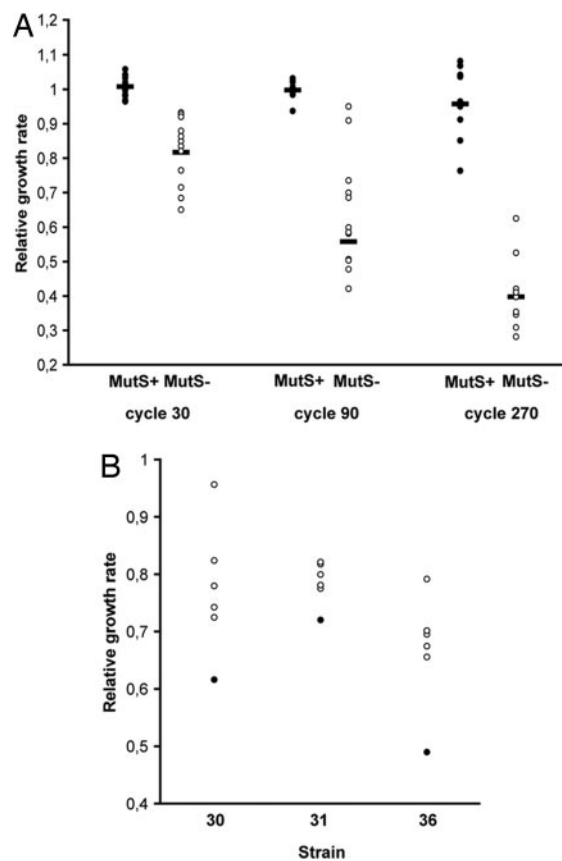 A
1,2
1,1
1
0,9
0,8
0,7
0,6
0,5
0,4
0,3
0,2
Relative growth rate
MutS+ MutS- MutS+ MutS- MutS+ MutS-
cycle 30 cycle 90 cycle 270
B
1
0,9
0,8
0,7
0,6
0,5
0,4
Relative growth rate
30 31 36
Strain